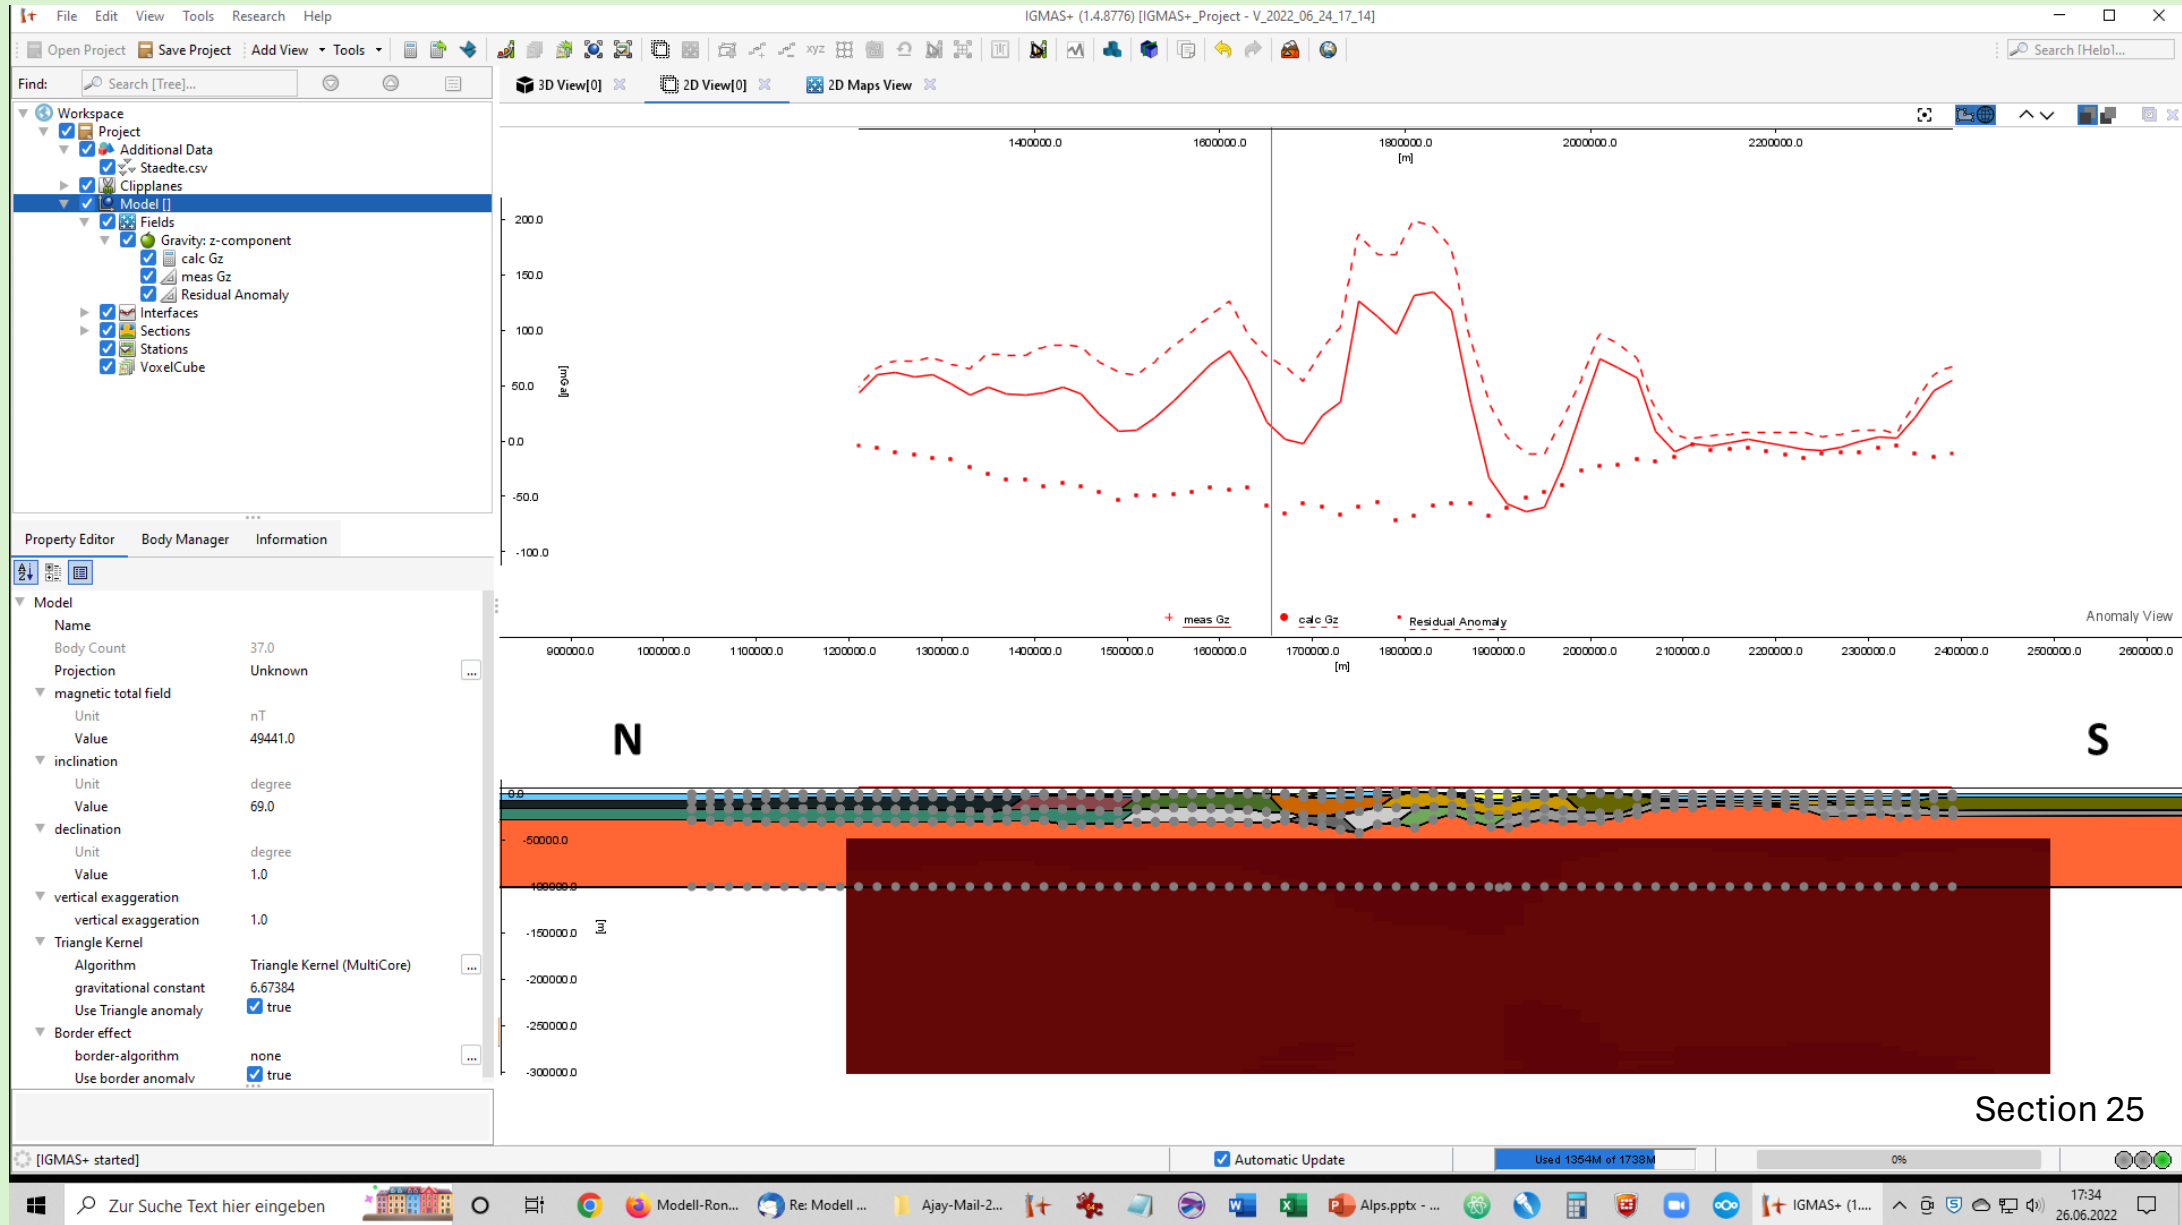 File Edit View Tools Research Help
IGMAS+ (1.4.8776) [IGMAS+_Project - V_2022_06_24_17_14]
Open Project Save Project Add View Tools xyz
Search [Help]...
Find: Search [Tree]...
3D View[0] 2D View[0] 2D Maps View
Workspace
Project
Additional Data
Staedte.csv
Clipplanes
Model []
Fields
Gravity: z-component
calc Gz
meas Gz
Residual Anomaly
Interfaces
Sections
Stations
VoxelCube
1400000.0 1600000.0 1800000.0 2000000.0 2200000.0
[m]
200.0
150.0
100.0
50.0
0.0
-50.0
-100.0
[mGal]
meas Gz calc Gz Residual Anomaly
Anomaly View
900000.0 1000000.0 1100000.0 1200000.0 1300000.0 1400000.0 1500000.0 1600000.0 1700000.0 1800000.0 1900000.0 2000000.0 2100000.0 2200000.0 2300000.0 2400000.0 2500000.0 2600000.0
[m]
N S
0.0
-50000.0
-100000.0
-150000.0
-200000.0
-250000.0
-300000.0
[m]
Section 25
Property Editor Body Manager Information
Model
Name
Body Count 37.0
Projection Unknown ...
magnetic total field
Unit nT
Value 49441.0
inclination
Unit degree
Value 69.0
declination
Unit degree
Value 1.0
vertical exaggeration
vertical exaggeration 1.0
Triangle Kernel
Algorithm Triangle Kernel (MultiCore) ...
gravitational constant 6.67384
Use Triangle anomaly true
Border effect
border-algorithm none ...
Use border anomaly true
[IGMAS+ started]
Automatic Update
Used 1354M of 1738M
0%
Zur Suche Text hier eingeben
Modell-Ron...
Re: Modell ...
Ajay-Mail-2...
Alps.pptx - ...
IGMAS+ (1....
17:34
26.06.2022